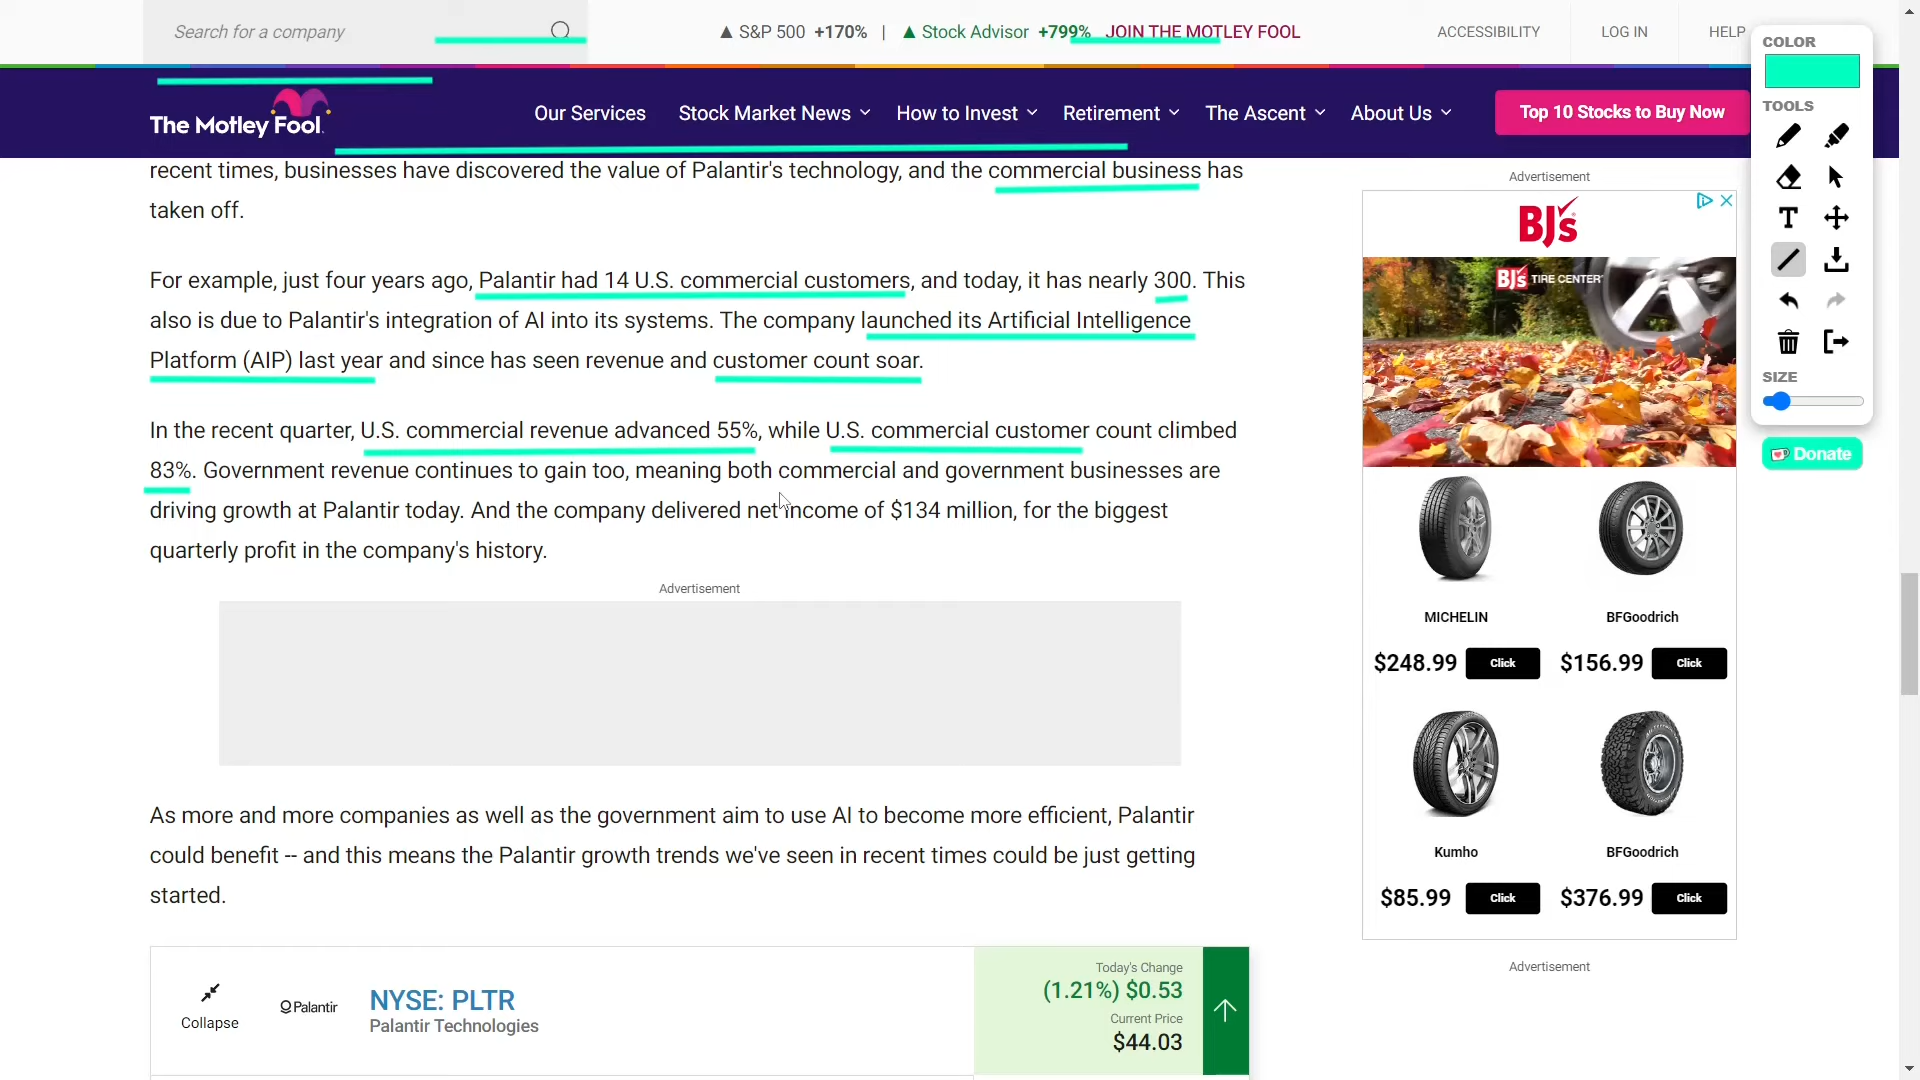 Search for a company
▲ S&P 500 +170% | ▲ Stock Advisor +799% JOIN THE MOTLEY FOOL
ACCESSIBILITY
LOG IN
HELP
The Motley Fool.
Our Services
Stock Market News
How to Invest
Retirement
The Ascent
About Us
Top 10 Stocks to Buy Now
recent times, businesses have discovered the value of Palantir's technology, and the commercial business has
taken off.
For example, just four years ago, Palantir had 14 U.S. commercial customers, and today, it has nearly 300. This
also is due to Palantir's integration of AI into its systems. The company launched its Artificial Intelligence
Platform (AIP) last year and since has seen revenue and customer count soar.
In the recent quarter, U.S. commercial revenue advanced 55%, while U.S. commercial customer count climbed
83%. Government revenue continues to gain too, meaning both commercial and government businesses are
driving growth at Palantir today. And the company delivered net income of $134 million, for the biggest
quarterly profit in the company's history.
Advertisement
As more and more companies as well as the government aim to use AI to become more efficient, Palantir
could benefit -- and this means the Palantir growth trends we've seen in recent times could be just getting
started.
Collapse
Palantir
NYSE: PLTR
Palantir Technologies
Today's Change
(1.21%) $0.53
Current Price
$44.03
Advertisement
BJ's
BJ's TIRE CENTER
MICHELIN
$248.99
Click
BFGoodrich
$156.99
Click
Kumho
$85.99
Click
BFGoodrich
$376.99
Click
Advertisement
COLOR
TOOLS
T
SIZE
Donate